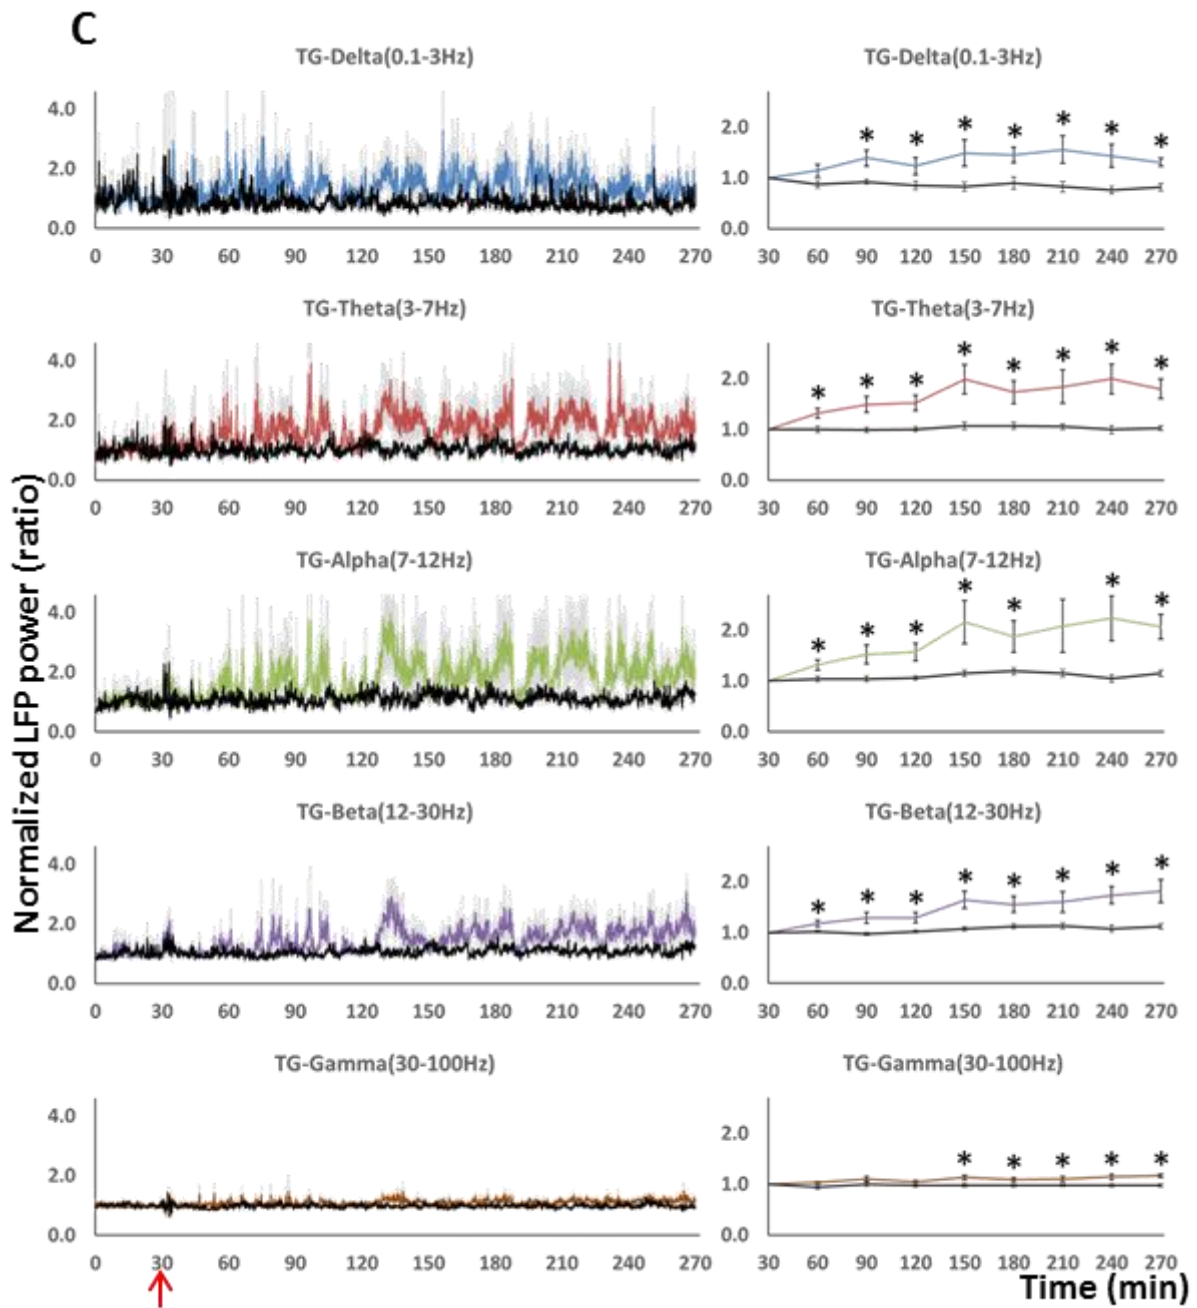 C
TG-Delta(0.1-3Hz)
4.0
2.0
0.0
0 30 60 90 120 150 180 210 240 270
TG-Delta(0.1-3Hz)
2.0
* * * * * * *
1.0
0.0
30 60 90 120 150 180 210 240 270
TG-Theta(3-7Hz)
4.0
2.0
0.0
0 30 60 90 120 150 180 210 240 270
TG-Theta(3-7Hz)
2.0
* * * * * * * *
1.0
0.0
30 60 90 120 150 180 210 240 270
Normalized LFP power (ratio)
TG-Alpha(7-12Hz)
4.0
2.0
0.0
0 30 60 90 120 150 180 210 240 270
TG-Alpha(7-12Hz)
2.0
* * * * * * *
1.0
0.0
30 60 90 120 150 180 210 240 270
TG-Beta(12-30Hz)
4.0
2.0
0.0
0 30 60 90 120 150 180 210 240 270
TG-Beta(12-30Hz)
2.0
* * * * * * * *
1.0
0.0
30 60 90 120 150 180 210 240 270
TG-Gamma(30-100Hz)
4.0
2.0
0.0
0 30 60 90 120 150 180 210 240 270
TG-Gamma(30-100Hz)
2.0
* * * * *
1.0
0.0
30 60 90 120 150 180 210 240 270
Time (min)